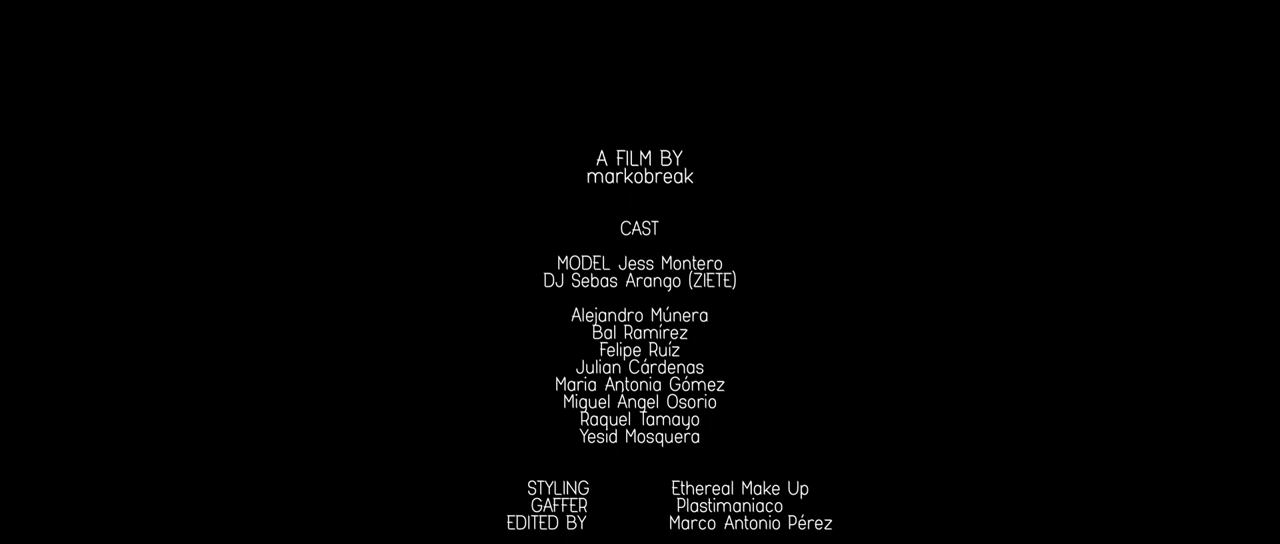 A FILM BY
markobreak
CAST
MODEL Jess Montero
DJ Sebas Arango (ZIETE)
Alejandro Múnera
Bal Ramírez
Felipe Ruíz
Julian Cárdenas
Maria Antonia Gómez
Miguel Ángel Osorio
Raquel Tamayo
Yesid Mosquera
STYLING Ethereal Make Up
GAFFER Plastimaniaco
EDITED BY Marco Antonio Pérez